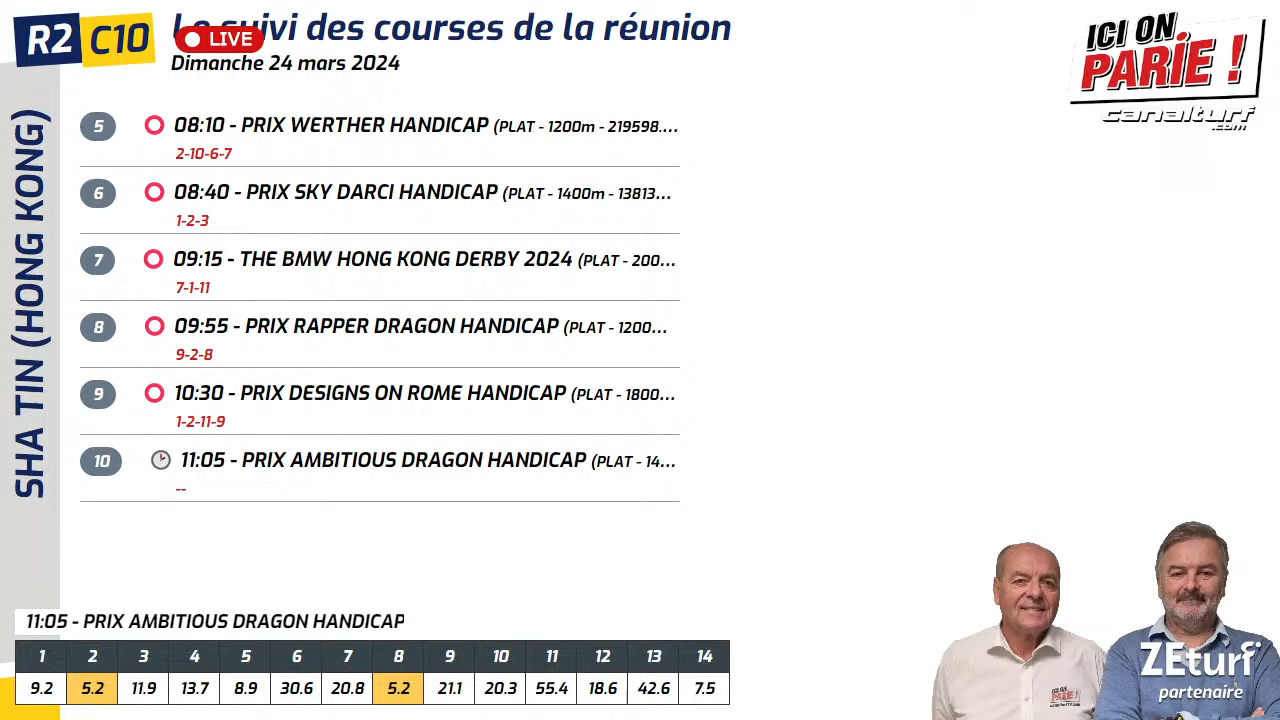 R2 C10
Le suivi des courses de la réunion
LIVE
Dimanche 24 mars 2024
ICI ON
PARIE !
canalturf
.com
SHA TIN (HONG KONG)
5 08:10 - PRIX WERTHER HANDICAP (PLAT - 1200m - 219598....
2-10-6-7
6 08:40 - PRIX SKY DARCI HANDICAP (PLAT - 1400m - 13813...
1-2-3
7 09:15 - THE BMW HONG KONG DERBY 2024 (PLAT - 200...
7-1-11
8 09:55 - PRIX RAPPER DRAGON HANDICAP (PLAT - 1200...
9-2-8
9 10:30 - PRIX DESIGNS ON ROME HANDICAP (PLAT - 1800...
1-2-11-9
10 11:05 - PRIX AMBITIOUS DRAGON HANDICAP (PLAT - 14...
--
11:05 - PRIX AMBITIOUS DRAGON HANDICAP
1 2 3 4 5 6 7 8 9 10 11 12 13 14
9.2 5.2 11.9 13.7 8.9 30.6 20.8 5.2 21.1 20.3 55.4 18.6 42.6 7.5
ICI ON
PARIE !
ZEturf
partenaire